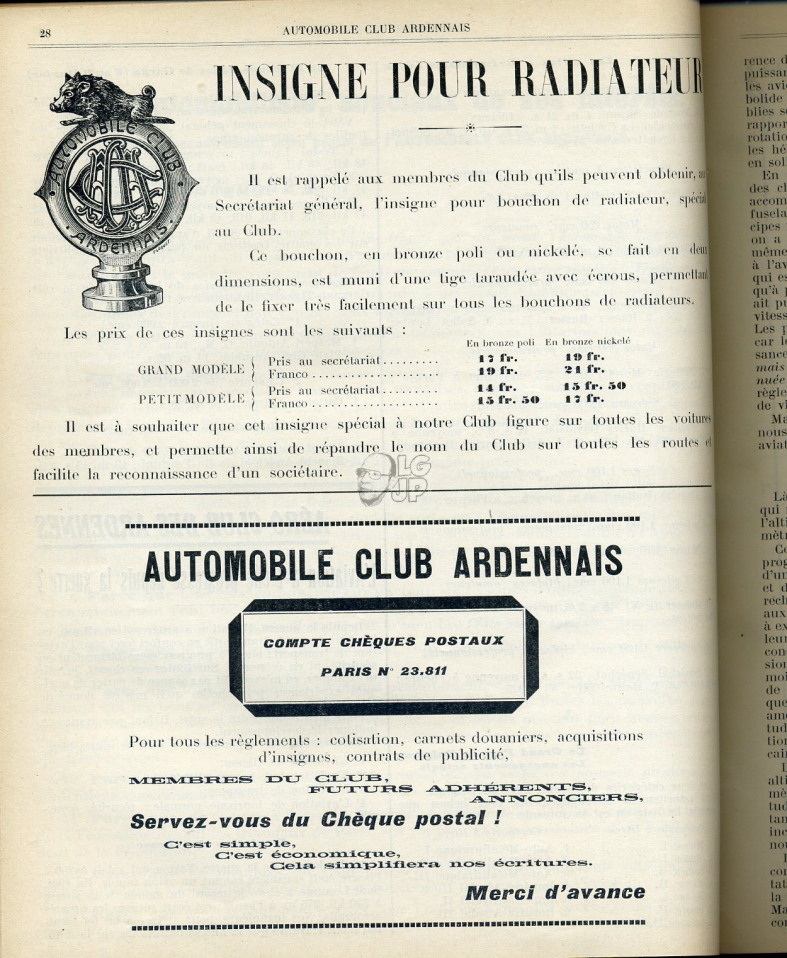 28
AUTOMOBILE CLUB ARDENNAIS
INSIGNE POUR RADIATEUR
AUTOMOBILE CLUB
ARDENNAIS
Il est rappelé aux membres du Club qu'ils peuvent obtenir, au
Secrétariat général, l'insigne pour bouchon de radiateur, spécial
au Club.
Ce bouchon, en bronze poli ou nickelé, se fait en deux
dimensions, est muni d'une tige taraudée avec écrous, permettant
de le fixer très facilement sur tous les bouchons de radiateurs.
Les prix de ces insignes sont les suivants :
En bronze poli En bronze nickelé
GRAND MODÈLE { Pris au secrétariat......... 17 fr. 19 fr.
Franco..................... 19 fr. 21 fr.
PETIT MODÈLE { Pris au secrétariat......... 14 fr. 15 fr. 50
Franco..................... 15 fr. 50 17 fr.
Il est à souhaiter que cet insigne spécial à notre Club figure sur toutes les voitures
des membres, et permette ainsi de répandre le nom du Club sur toutes les routes et
facilite la reconnaissance d'un sociétaire.
LG
JP
AUTOMOBILE CLUB ARDENNAIS
COMPTE CHÈQUES POSTAUX
PARIS N° 23.811
Pour tous les règlements : cotisation, carnets douaniers, acquisitions
d'insignes, contrats de publicité,
MEMBRES DU CLUB,
FUTURS ADHÉRENTS,
ANNONCIERS,
Servez-vous du Chèque postal !
C'est simple,
C'est économique,
Cela simplifiera nos écritures.
Merci d'avance